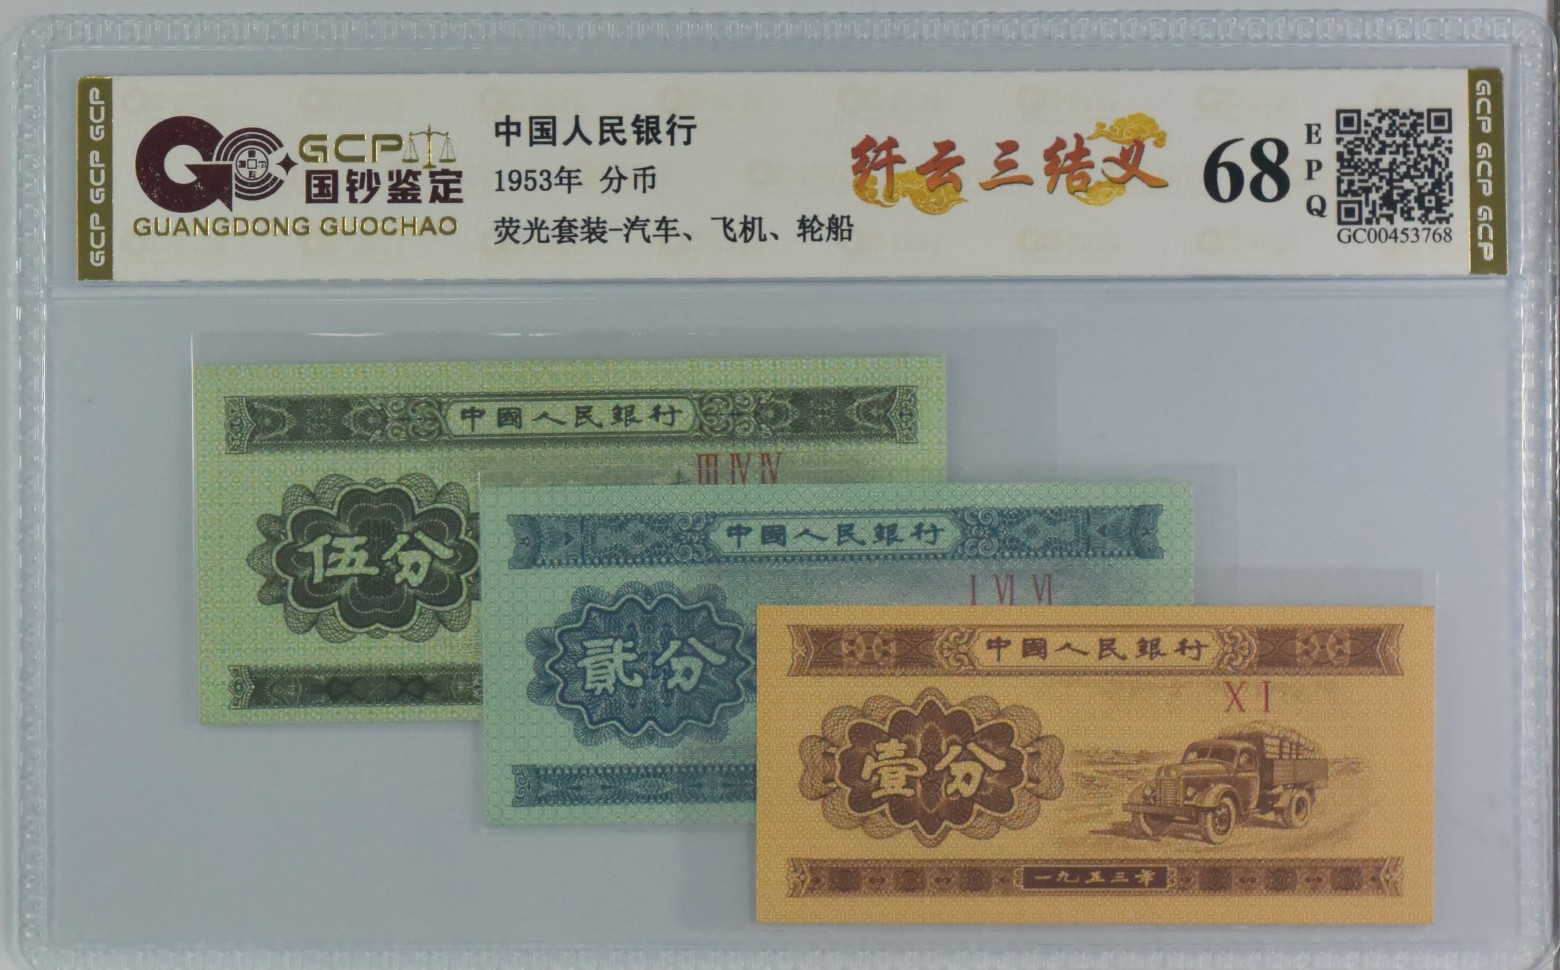 GCP GCP GCP
GCP
国钞鉴定
GUANGDONG GUOCHAO
中国人民银行
1953年 分币
荧光套装-汽车、飞机、轮船
纤云三结义
68
EPQ
GC00453768
GCP GCP GCP
中國人民銀行
III IV IV
伍分
中國人民銀行
I VI VI
貳分
中國人民銀行
X I
壹分
一九五三年